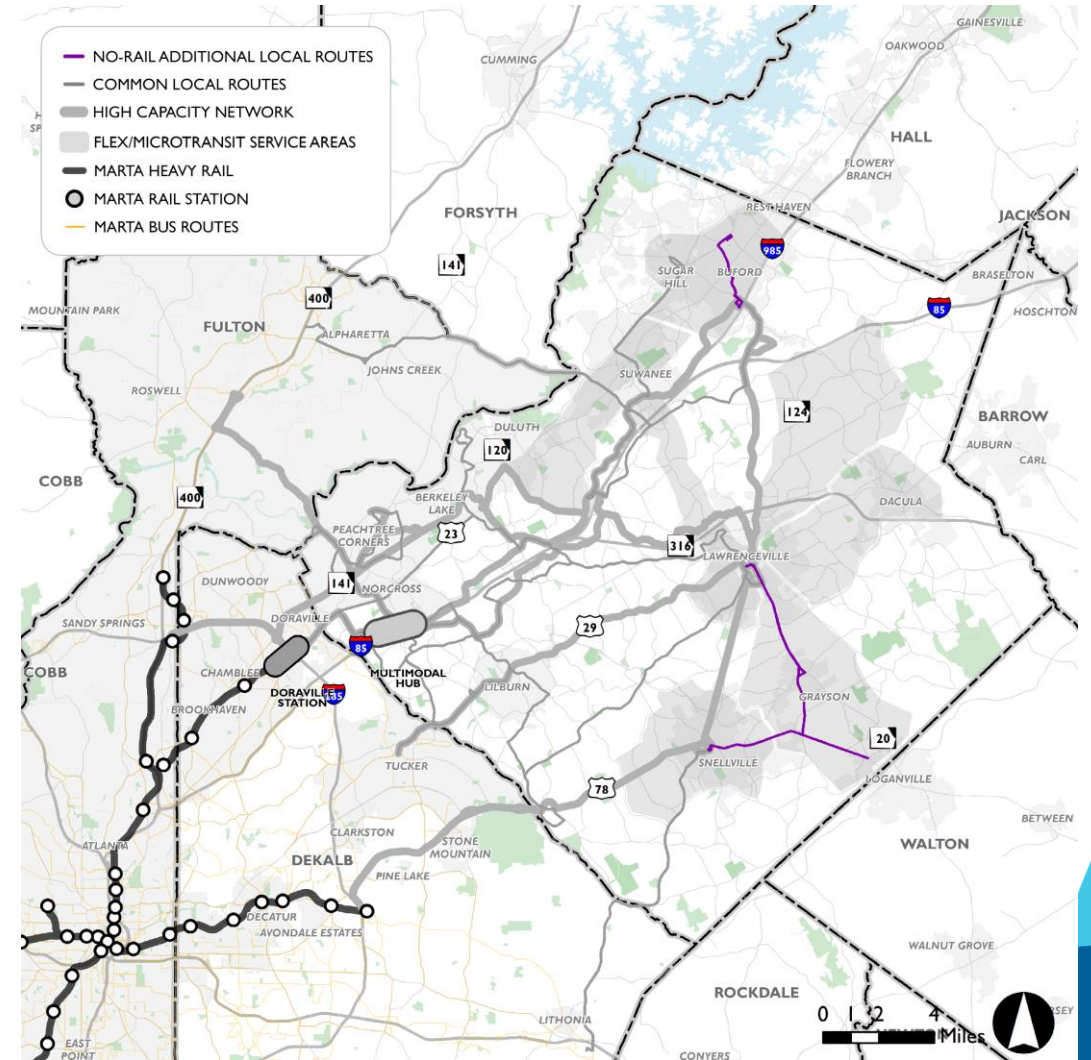 NO-RAIL ADDITIONAL LOCAL ROUTES
COMMON LOCAL ROUTES
HIGH CAPACITY NETWORK
FLEX/MICROTRANSIT SERVICE AREAS
MARTA HEAVY RAIL
MARTA RAIL STATION
MARTA BUS ROUTES
GAINESVILLE
OAKWOOD
CUMMING
HALL
FLOWERY
BRANCH
FORSYTH
REST HAVEN
JACKSON
141
985
SUGAR
HILL
BUFORD
BRASELTON
400
85
HOSCHTON
MOUNTAIN PARK
FULTON
ALPHARETTA
JOHNS CREEK
SUWANEE
ROSWELL
124
BARROW
DULUTH
120
AUBURN
CARL
COBB
400
BERKELEY
LAKE
DACULA
PEACHTREE
CORNERS
23
316
LAWRENCEVILLE
DUNWOODY
141
NORCROSS
SANDY SPRINGS
DORAVILLE
29
85
MULTIMODAL
HUB
COBB
CHAMBLEE
LILBURN
DORAVILLE
STATION
BROOKHAVEN
GRAYSON
20
TUCKER
SNELLVILLE
LOGANVILLE
78
CLARKSTON
STONE
MOUNTAIN
BETWEEN
ATLANTA
DEKALB
WALTON
PINE LAKE
DECATUR
AVONDALE ESTATES
WALNUT GROVE
ROCKDALE
0 1 2 4
Miles
LITHONIA
EAST
POINT
CONYERS